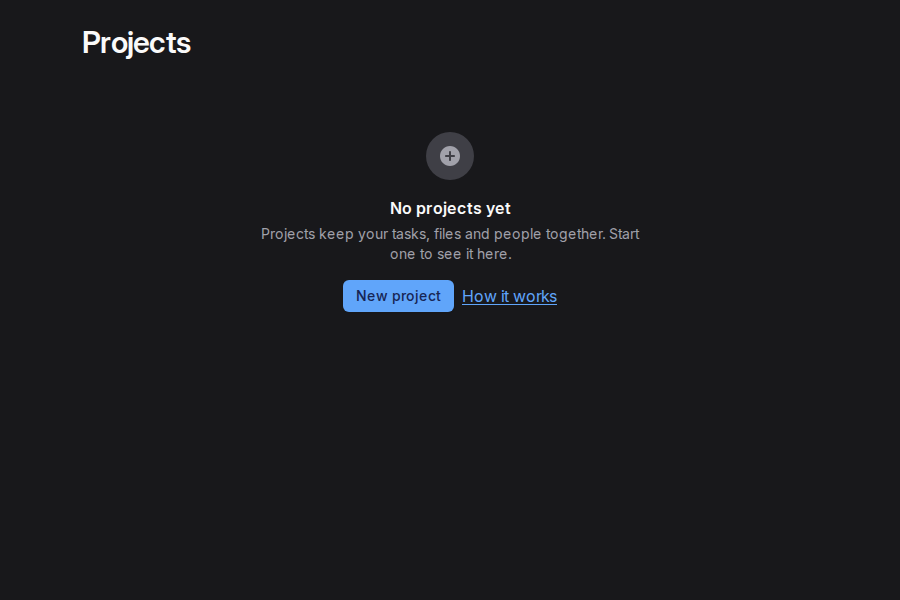 Projects
No projects yet
Projects keep your tasks, files and people together. Start
one to see it here.
New project How it works